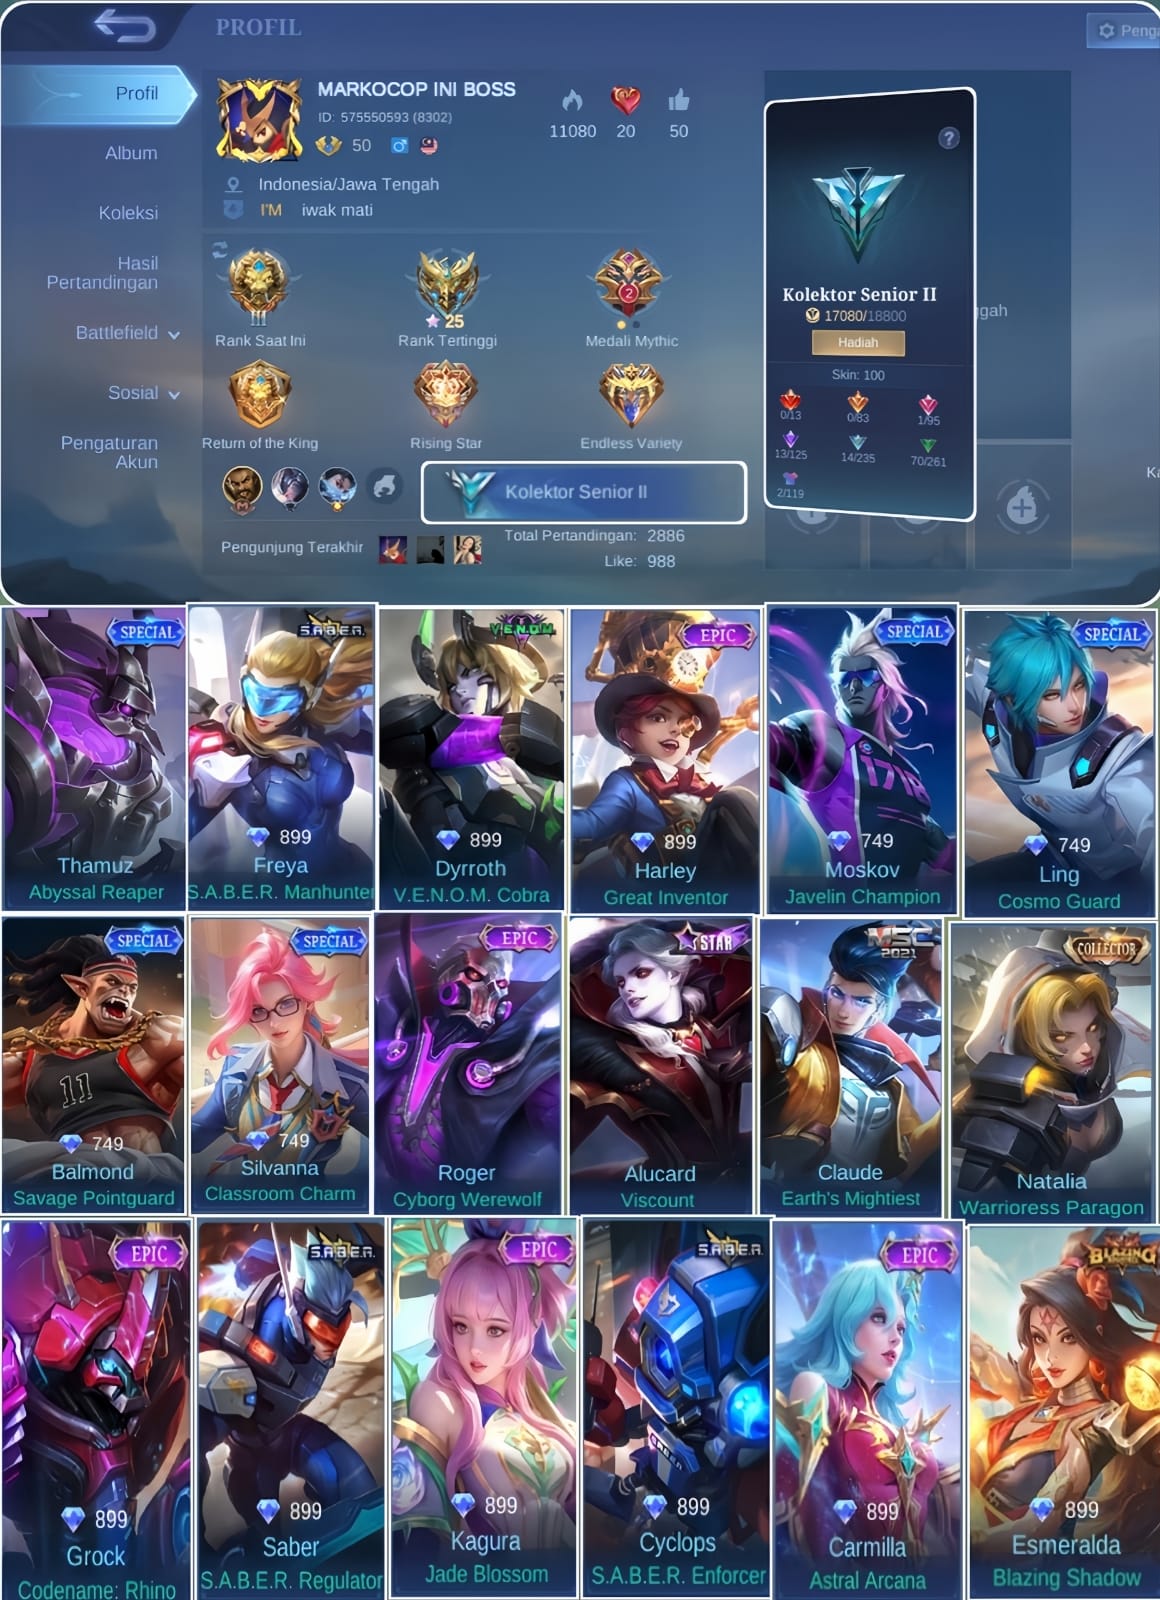 PROFIL
Profil
Album
Koleksi
Hasil
Pertandingan
Battlefield
Sosial
Pengaturan
Akun
MARKOCOP INI BOSS
ID: 575550593 (8302)
50
11080 20 50
Indonesia/Jawa Tengah
I'M iwak mati
III
25
2
Rank Saat Ini Rank Tertinggi Medali Mythic
Return of the King Rising Star Endless Variety
Kolektor Senior II
Pengunjung Terakhir
Total Pertandingan: 2886
Like: 988
?
Kolektor Senior II
17080/18800
Hadiah
Skin: 100
0/13 0/83 1/95
13/125 14/235 70/261
2/119
ggah
Penga
Ka
SPECIAL
Thamuz
Abyssal Reaper
S.A.B.E.R.
899
Freya
S.A.B.E.R. Manhunter
V.E.N.O.M.
899
Dyrroth
V.E.N.O.M. Cobra
EPIC
899
Harley
Great Inventor
SPECIAL
1718
749
Moskov
Javelin Champion
SPECIAL
749
Ling
Cosmo Guard
SPECIAL
11
749
Balmond
Savage Pointguard
SPECIAL
749
Silvanna
Classroom Charm
EPIC
Roger
Cyborg Werewolf
STAR
Alucard
Viscount
MSC
2021
Claude
Earth's Mightiest
COLLECTOR
Natalia
Warrioress Paragon
EPIC
899
Grock
Codename: Rhino
S.A.B.E.R.
899
Saber
S.A.B.E.R. Regulator
EPIC
899
Kagura
Jade Blossom
S.A.B.E.R.
899
Cyclops
S.A.B.E.R. Enforcer
EPIC
899
Carmilla
Astral Arcana
BLAZING
899
Esmeralda
Blazing Shadow